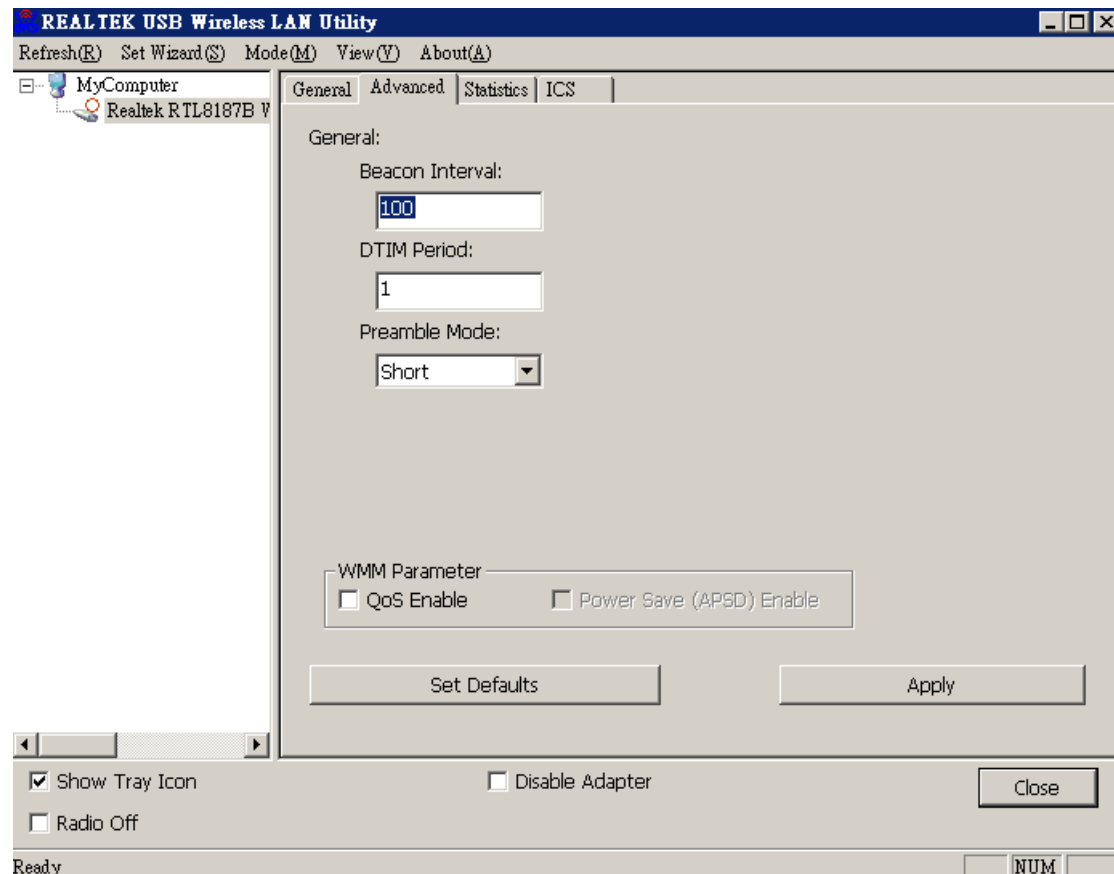 REALTEK USB Wireless LAN Utility
Refresh(R) Set Wizard(S) Mode(M) View(V) About(A)
MyComputer
Realtek RTL8187B W
General Advanced Statistics ICS
General:
Beacon Interval:
100
DTIM Period:
1
Preamble Mode:
Short
WMM Parameter
QoS Enable Power Save (APSD) Enable
Set Defaults Apply
Show Tray Icon Disable Adapter Close
Radio Off
Ready NUM